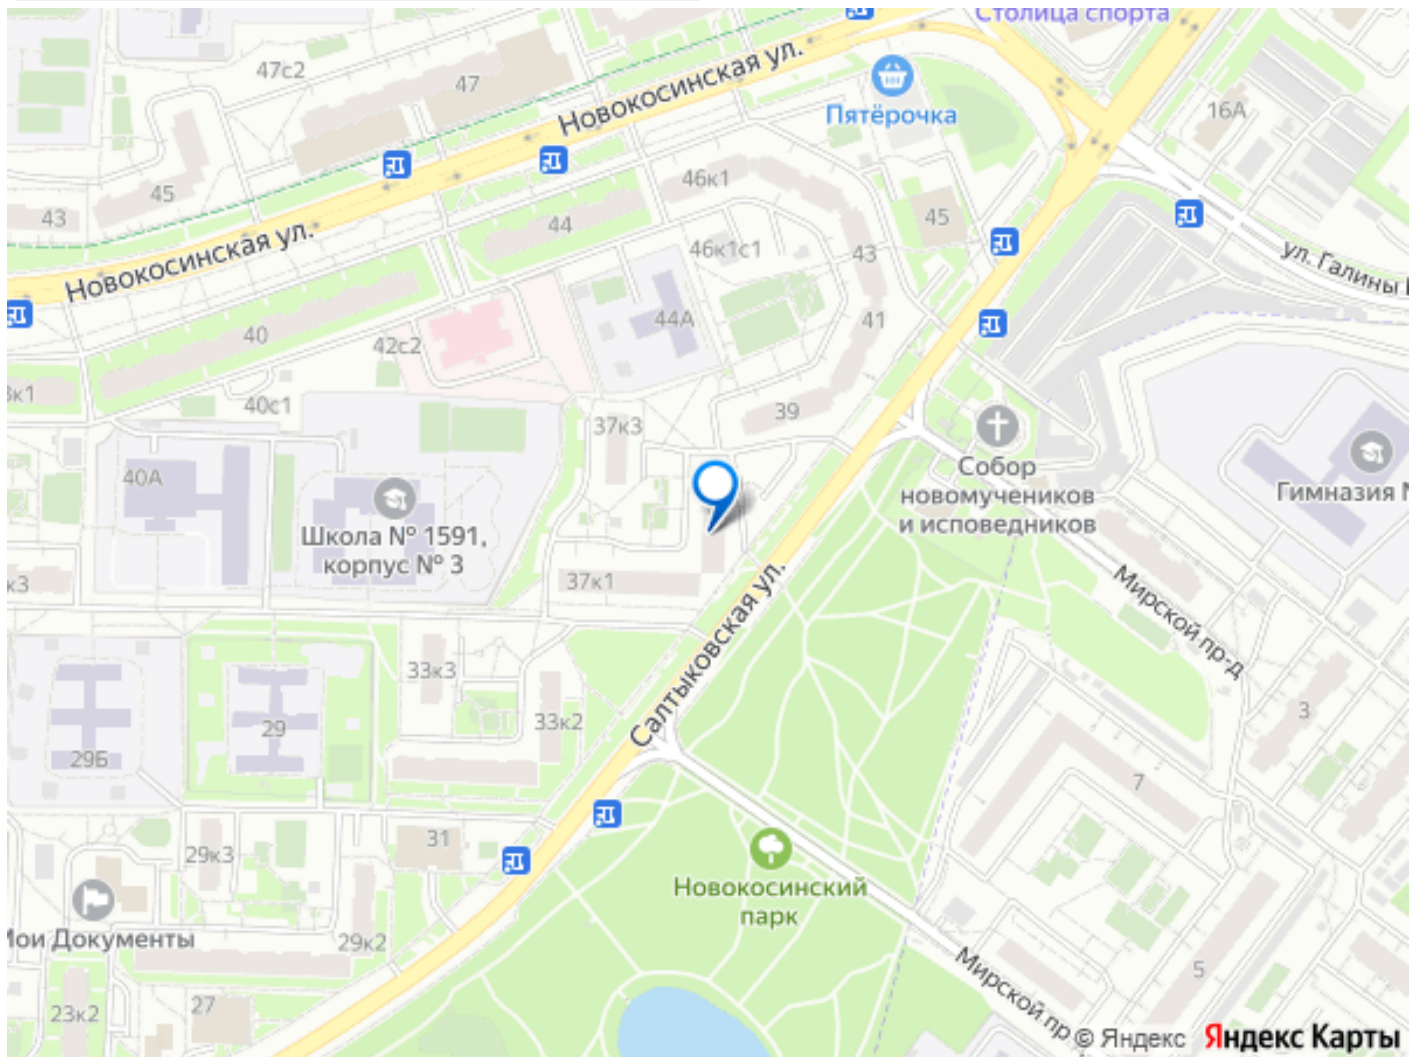 Столица спорта
47с2
47
Новокосинская ул.
Пятёрочка
16А
45
43
46к1
44
45
Новокосинская ул.
46к1с1
43
ул. Галины
44А
41
40
42с2
40с1
39
37к3
40А
Собор
новомучеников
и исповедников
Гимназия №
Школа № 1591,
корпус № 3
37к1
Салтыковская ул.
Мирской пр-д
33к3
33к2
3
29
29Б
7
31
29к3
Новокосинский
парк
Мои Документы
29к2
Мирской пр
5
23к2
27
© Яндекс
Яндекс Карты